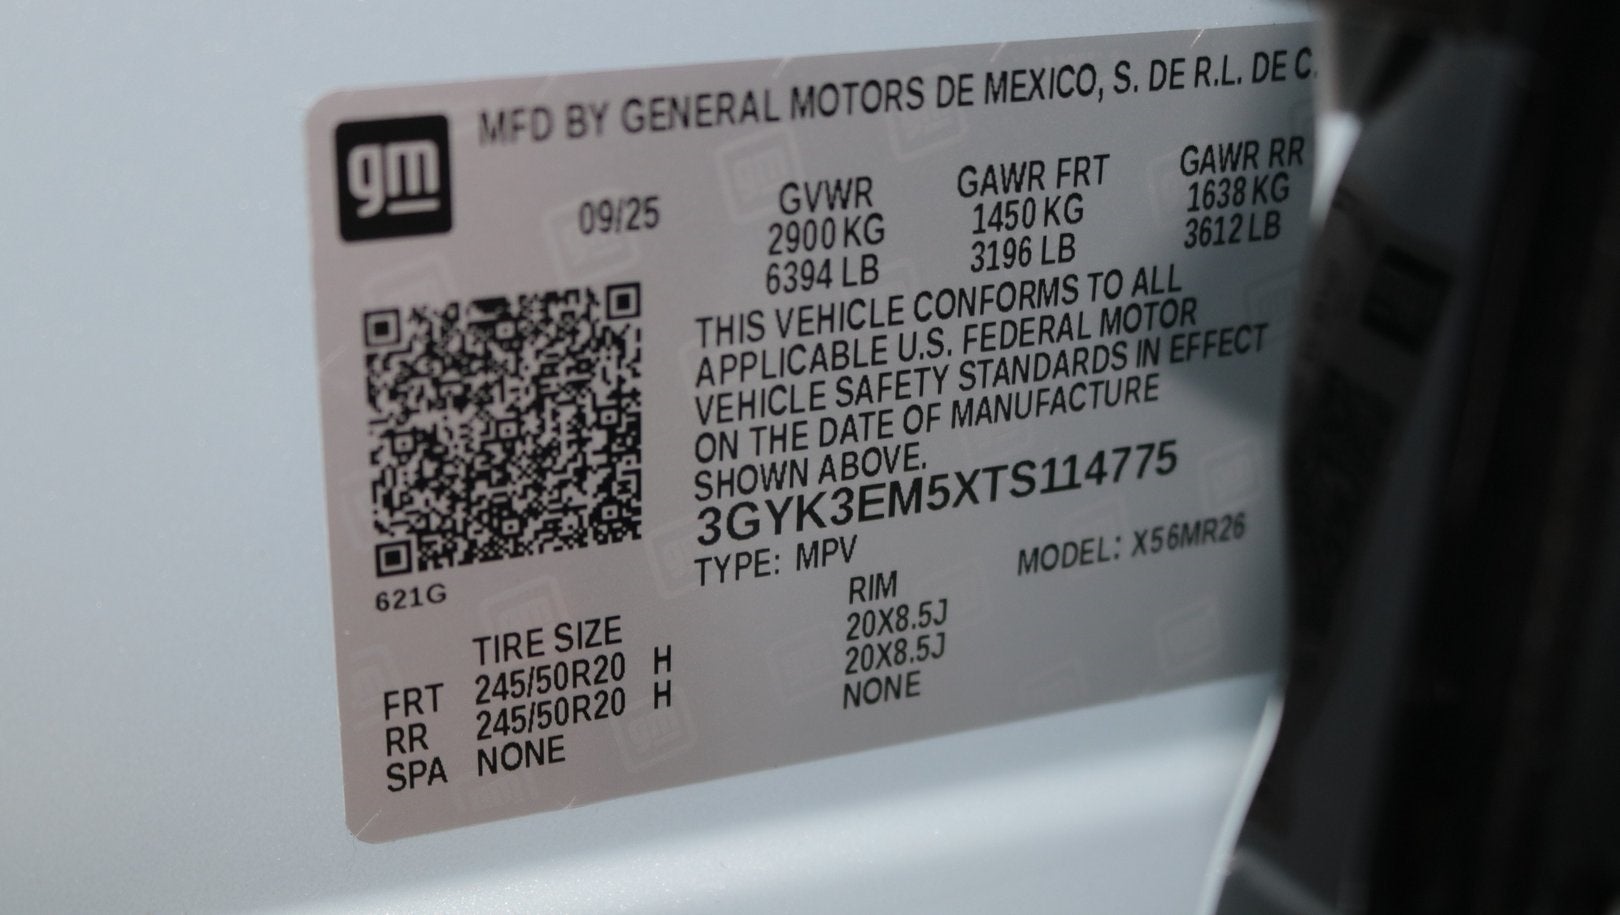 gm
MFD BY GENERAL MOTORS DE MEXICO, S. DE R.L. DE C.
09/25
GVWR GAWR FRT GAWR RR
2900 KG 1450 KG 1638 KG
6394 LB 3196 LB 3612 LB
THIS VEHICLE CONFORMS TO ALL
APPLICABLE U.S. FEDERAL MOTOR
VEHICLE SAFETY STANDARDS IN EFFECT
ON THE DATE OF MANUFACTURE
SHOWN ABOVE.
3GYK3EM5XTS114775
TYPE: MPV MODEL: X56MR26
621G
TIRE SIZE RIM
FRT 245/50R20 H 20X8.5J
RR 245/50R20 H 20X8.5J
SPA NONE NONE